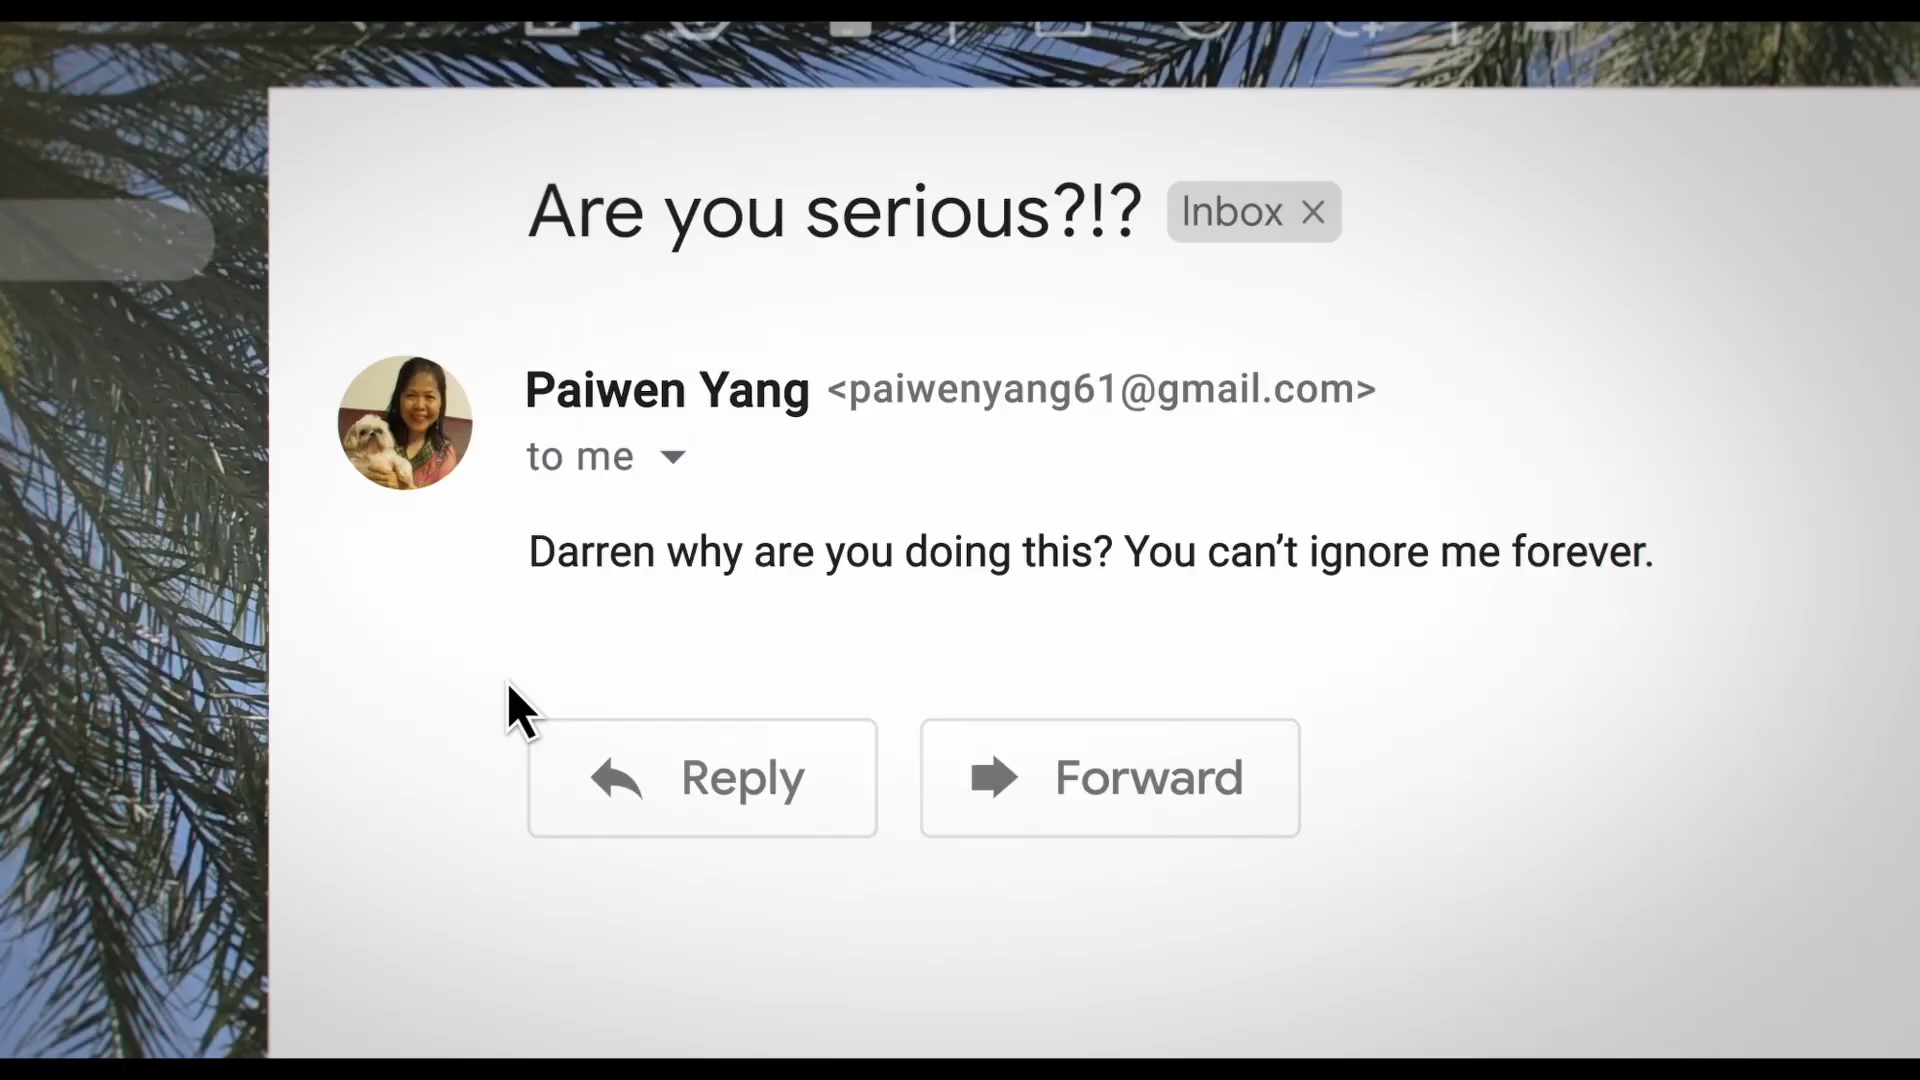 Are you serious?!? Inbox
Paiwen Yang <paiwenyang61@gmail.com>
to me
Darren why are you doing this? You can’t ignore me forever.
Reply Forward